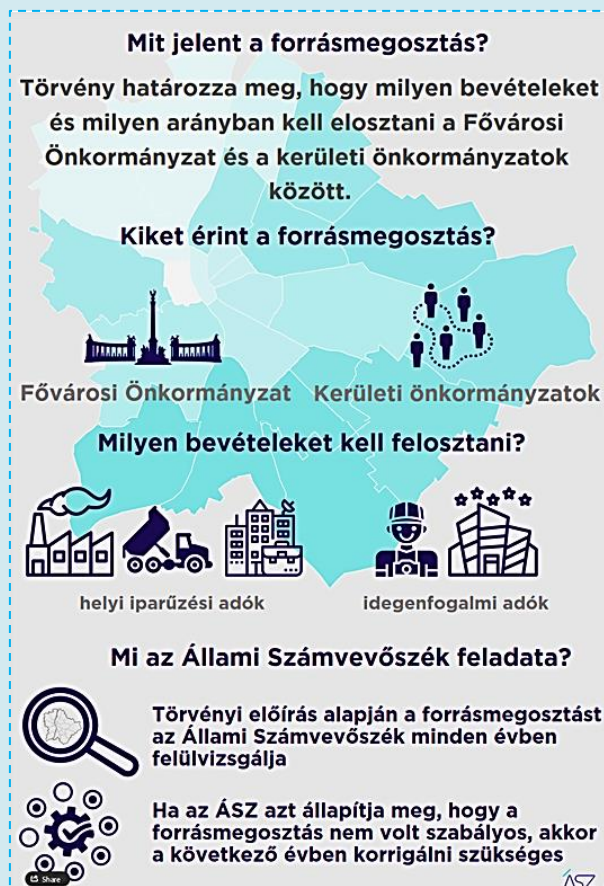 Mit jelent a forrásmegosztás?
Törvény határozza meg, hogy milyen bevételeket
és milyen arányban kell elosztani a Fővárosi
Önkormányzat és a kerületi önkormányzatok
között.
Kiket érint a forrásmegosztás?
Fővárosi Önkormányzat Kerületi önkormányzatok
Milyen bevételeket kell felosztani?
helyi iparűzési adók idegenfogalmi adók
Mi az Állami Számvevőszék feladata?
Törvényi előírás alapján a forrásmegosztást
az Állami Számvevőszék minden évben
felülvizsgálja
Ha az ÁSZ azt állapítja meg, hogy a
forrásmegosztás nem volt szabályos, akkor
a következő évben korrigálni szükséges
Share
ÁSZ